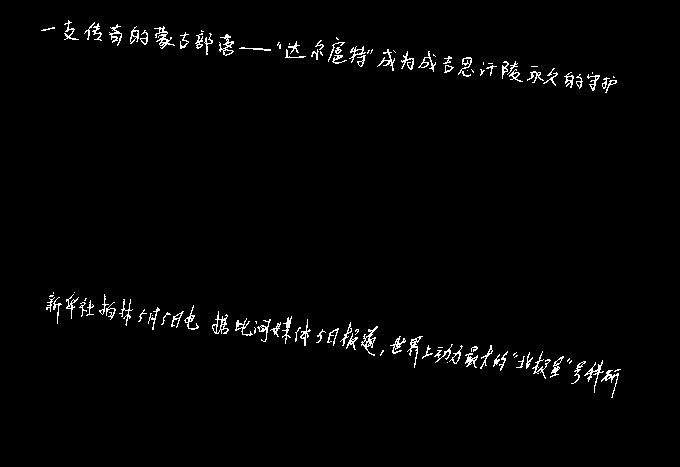 一支传奇的蒙古部落——“达尔扈特”成为成吉思汗陵永久的守护
新华社柏林5月5日电 据此间媒体5日报道,世界上动力最大的“北极星”号科研